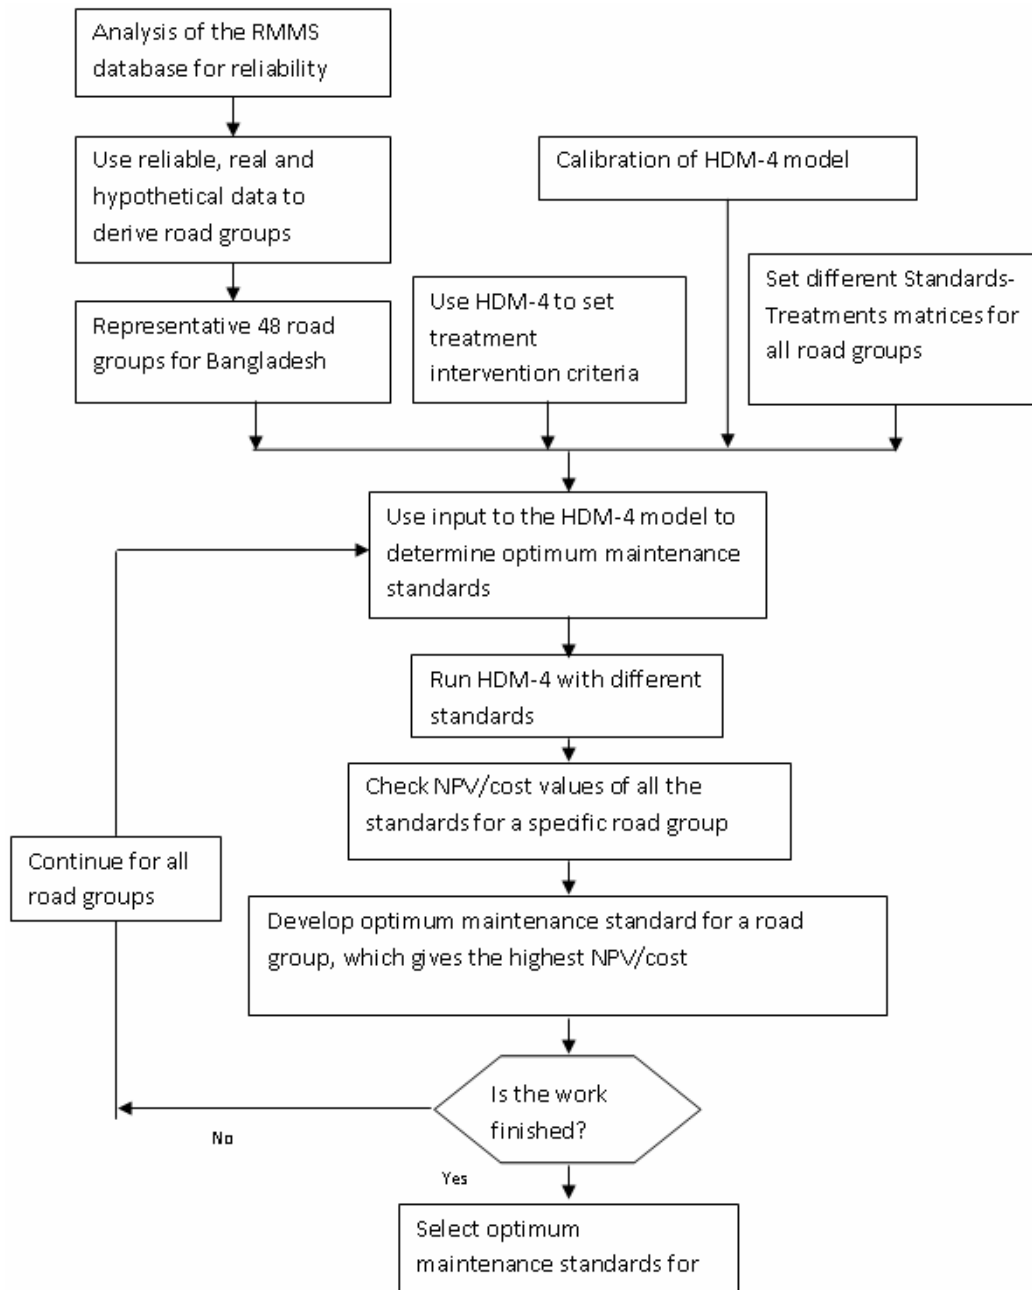 Analysis of the RMMS
database for reliability
Use reliable, real and
hypothetical data to
derive road groups
Calibration of HDM-4 model
Representative 48 road
groups for Bangladesh
Use HDM-4 to set
treatment
intervention criteria
Set different Standards-
Treatments matrices for
all road groups
Use input to the HDM-4 model to
determine optimum maintenance
standards
Run HDM-4 with different
standards
Check NPV/cost values of all the
standards for a specific road group
Continue for all
road groups
Develop optimum maintenance standard for a road
group, which gives the highest NPV/cost
Is the work
finished?
No
Yes
Select optimum
maintenance standards for